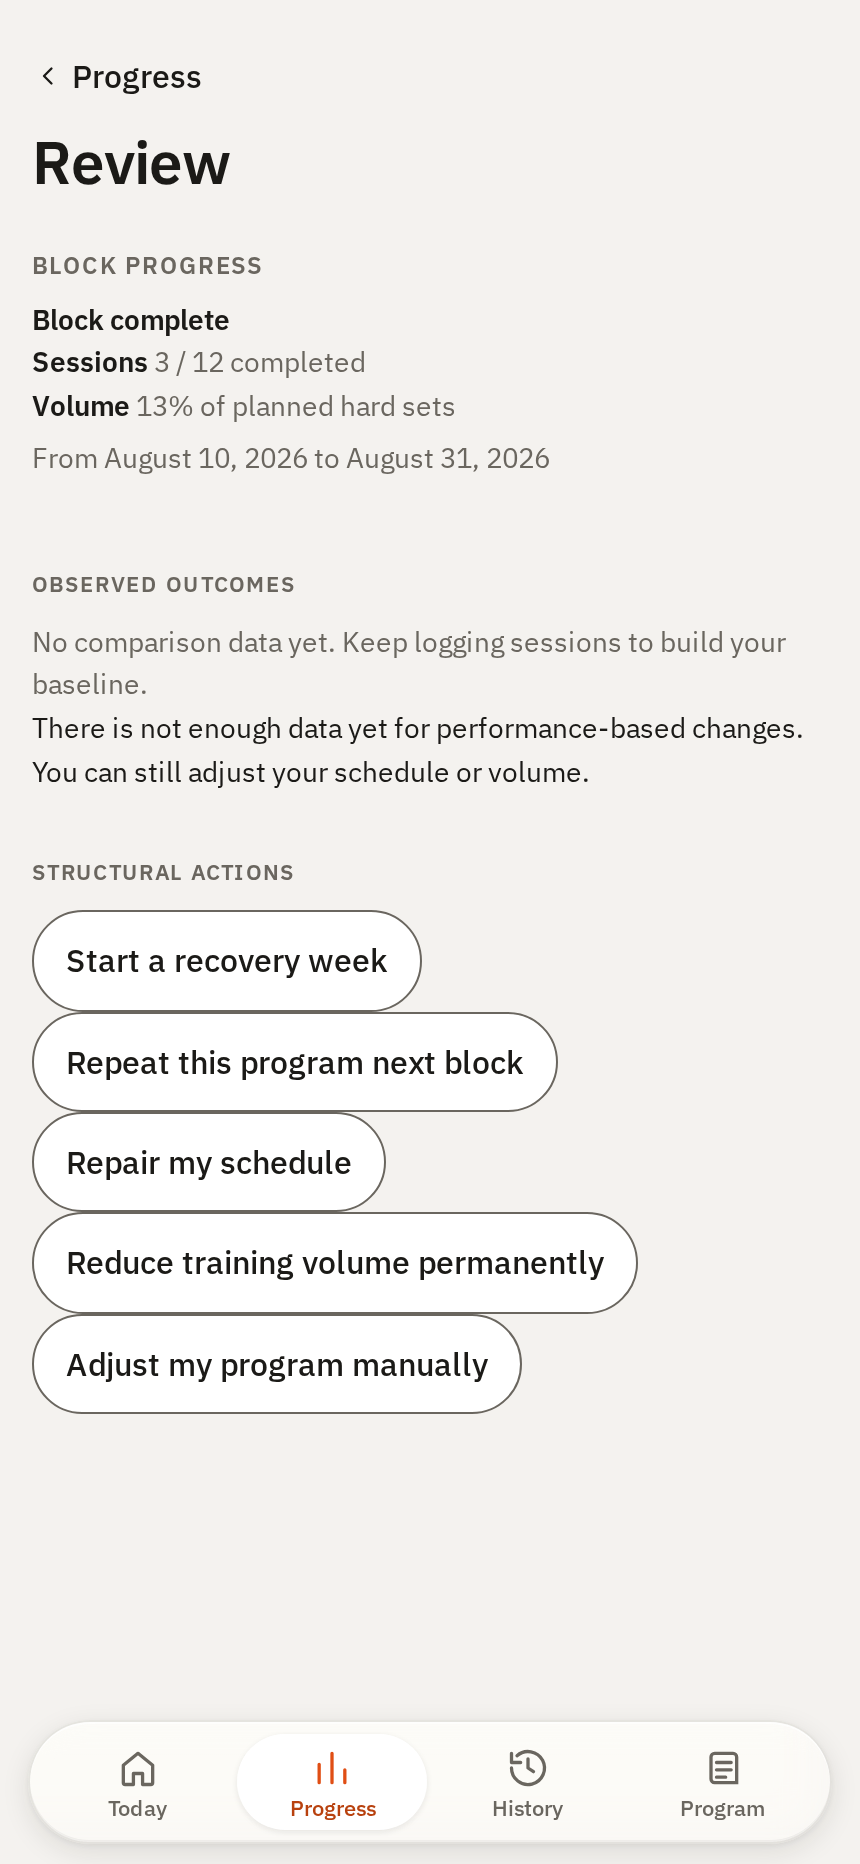 Progress
Review
BLOCK PROGRESS
Block complete
Sessions 3 / 12 completed
Volume 13% of planned hard sets
From August 10, 2026 to August 31, 2026
OBSERVED OUTCOMES
No comparison data yet. Keep logging sessions to build your
baseline.
There is not enough data yet for performance-based changes.
You can still adjust your schedule or volume.
STRUCTURAL ACTIONS
Start a recovery week
Repeat this program next block
Repair my schedule
Reduce training volume permanently
Adjust my program manually
Today
Progress
History
Program